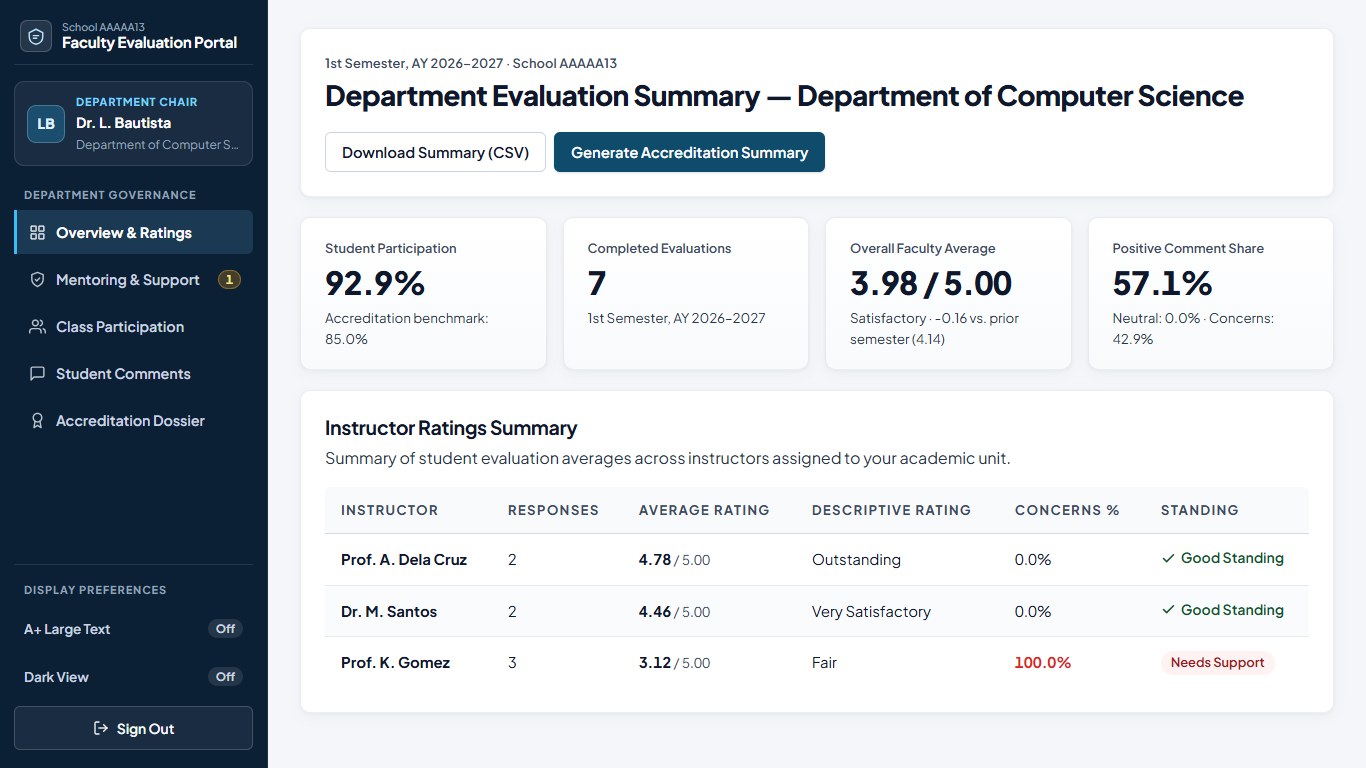 School AAAAA13
Faculty Evaluation Portal
LB
DEPARTMENT CHAIR
Dr. L. Bautista
Department of Computer S...
DEPARTMENT GOVERNANCE
Overview & Ratings
Mentoring & Support 1
Class Participation
Student Comments
Accreditation Dossier
DISPLAY PREFERENCES
A+ Large Text Off
Dark View Off
Sign Out
1st Semester, AY 2026–2027 · School AAAAA13
Department Evaluation Summary — Department of Computer Science
Download Summary (CSV) Generate Accreditation Summary
Student Participation
92.9%
Accreditation benchmark:
85.0%
Completed Evaluations
7
1st Semester, AY 2026–2027
Overall Faculty Average
3.98 / 5.00
Satisfactory · -0.16 vs. prior
semester (4.14)
Positive Comment Share
57.1%
Neutral: 0.0% · Concerns:
42.9%
Instructor Ratings Summary
Summary of student evaluation averages across instructors assigned to your academic unit.
INSTRUCTOR RESPONSES AVERAGE RATING DESCRIPTIVE RATING CONCERNS % STANDING
Prof. A. Dela Cruz 2 4.78 / 5.00 Outstanding 0.0% ✓ Good Standing
Dr. M. Santos 2 4.46 / 5.00 Very Satisfactory 0.0% ✓ Good Standing
Prof. K. Gomez 3 3.12 / 5.00 Fair 100.0% Needs Support